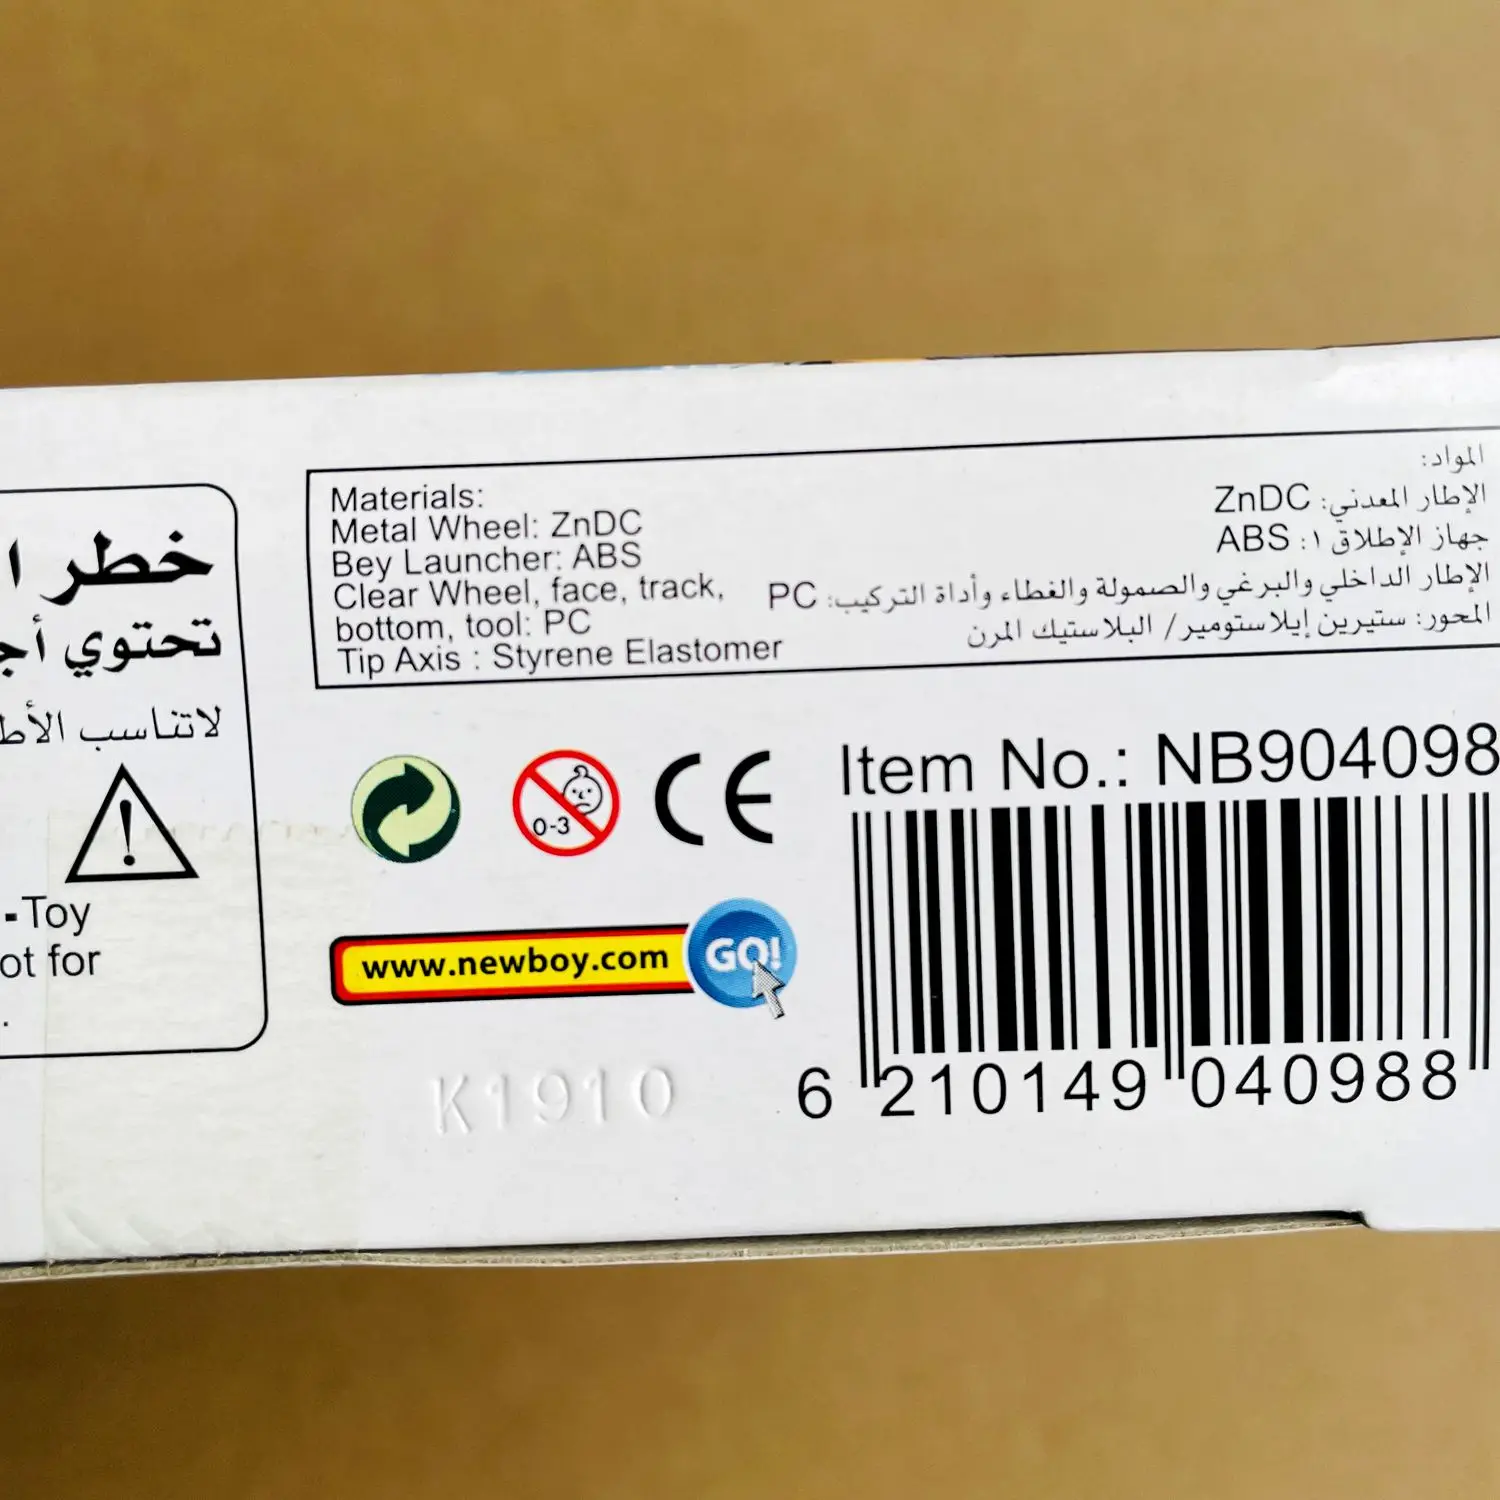 خطر ا
تحتوي أجـ
لاتناسب الأط
-Toy
ot for
.
Materials:
Metal Wheel: ZnDC
Bey Launcher: ABS
Clear Wheel, face, track,
bottom, tool: PC
Tip Axis : Styrene Elastomer
المواد:
الإطار المعدني: ZnDC
جهاز الإطلاق ١: ABS
الإطار الداخلي والبرغي والصمولة والغطاء وأداة التركيب: PC
المحور: ستيرين إيلاستومير/ البلاستيك المرن
0-3
CE
Item No.: NB904098
6 210149 040988
www.newboy.com GO!
K1910